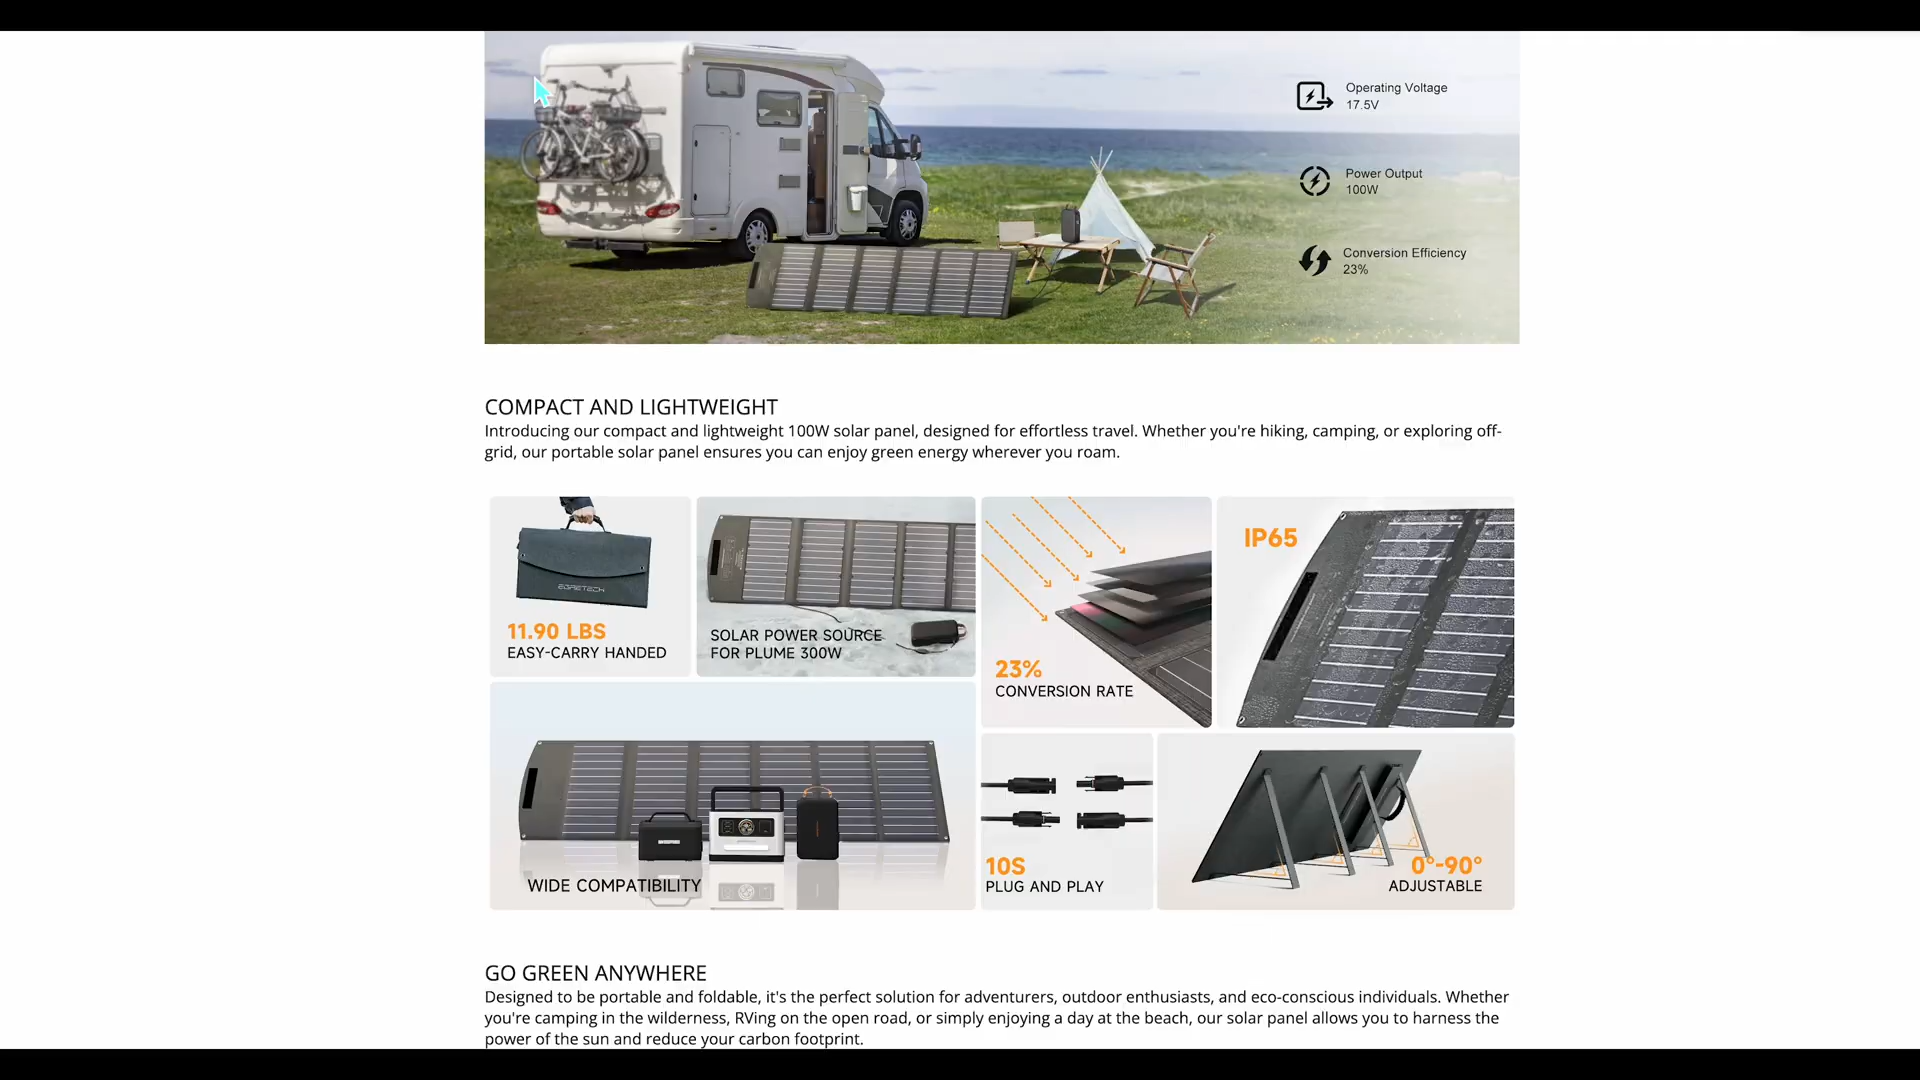 Operating Voltage
17.5V
Power Output
100W
Conversion Efficiency
23%
COMPACT AND LIGHTWEIGHT
Introducing our compact and lightweight 100W solar panel, designed for effortless travel. Whether you're hiking, camping, or exploring off-
grid, our portable solar panel ensures you can enjoy green energy wherever you roam.
EGRETECH
11.90 LBS
EASY-CARRY HANDED
SOLAR POWER SOURCE
FOR PLUME 300W
23%
CONVERSION RATE
IP65
WIDE COMPATIBILITY
10S
PLUG AND PLAY
0°-90°
ADJUSTABLE
GO GREEN ANYWHERE
Designed to be portable and foldable, it's the perfect solution for adventurers, outdoor enthusiasts, and eco-conscious individuals. Whether
you're camping in the wilderness, RVing on the open road, or simply enjoying a day at the beach, our solar panel allows you to harness the
power of the sun and reduce your carbon footprint.